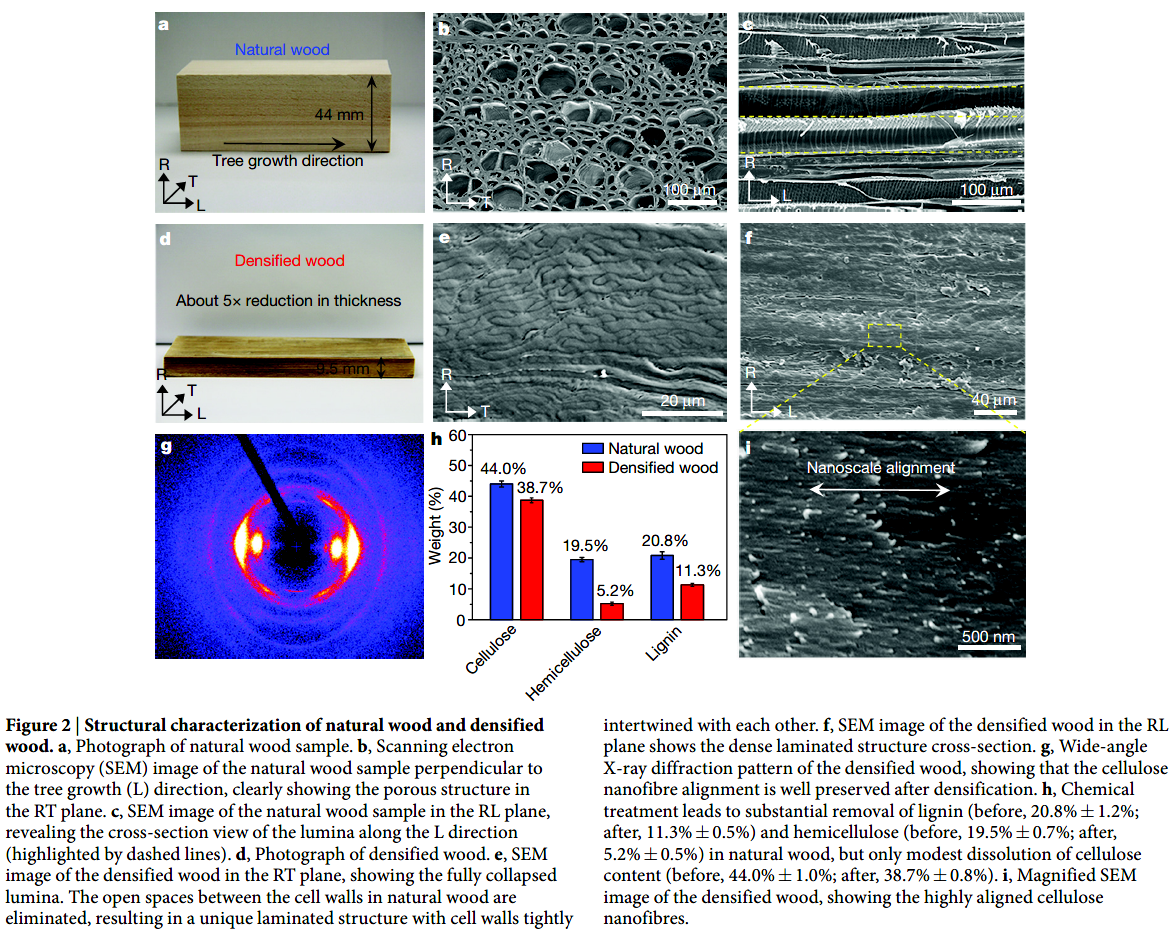 a
Natural wood
44 mm
Tree growth direction
R
T
L
b
R
T
100 μm
c
R
L
100 μm
d
Densified wood
About 5× reduction in thickness
9.5 mm
R
T
L
e
R
T
20 μm
f
R
L
40 μm
g
h
Weight (%)
60
50
40
30
20
10
0
Natural wood
Densified wood
44.0%
38.7%
19.5%
5.2%
20.8%
11.3%
Cellulose
Hemicellulose
Lignin
i
Nanoscale alignment
500 nm
Figure 2 | Structural characterization of natural wood and densified
wood. a, Photograph of natural wood sample. b, Scanning electron
microscopy (SEM) image of the natural wood sample perpendicular to
the tree growth (L) direction, clearly showing the porous structure in
the RT plane. c, SEM image of the natural wood sample in the RL plane,
revealing the cross-section view of the lumina along the L direction
(highlighted by dashed lines). d, Photograph of densified wood. e, SEM
image of the densified wood in the RT plane, showing the fully collapsed
lumina. The open spaces between the cell walls in natural wood are
eliminated, resulting in a unique laminated structure with cell walls tightly
intertwined with each other. f, SEM image of the densified wood in the RL
plane shows the dense laminated structure cross-section. g, Wide-angle
X-ray diffraction pattern of the densified wood, showing that the cellulose
nanofibre alignment is well preserved after densification. h, Chemical
treatment leads to substantial removal of lignin (before, 20.8% ± 1.2%;
after, 11.3% ± 0.5%) and hemicellulose (before, 19.5% ± 0.7%; after,
5.2% ± 0.5%) in natural wood, but only modest dissolution of cellulose
content (before, 44.0% ± 1.0%; after, 38.7% ± 0.8%). i, Magnified SEM
image of the densified wood, showing the highly aligned cellulose
nanofibres.